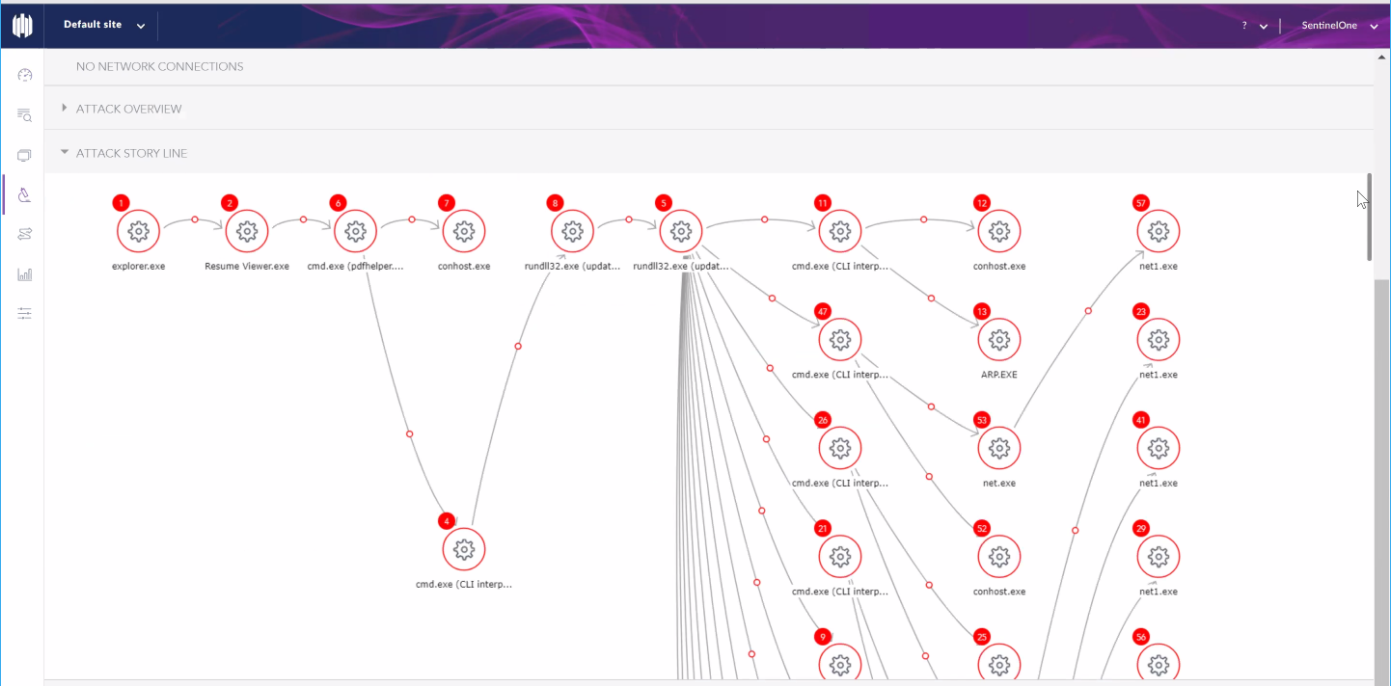 Default site
? SentinelOne
NO NETWORK CONNECTIONS
ATTACK OVERVIEW
ATTACK STORY LINE
1 2 6 7 8 5 11 12 57
explorer.exe Resume Viewer.exe cmd.exe (pdfhelper.... conhost.exe rundll32.exe (updat... rundll32.exe (updat... cmd.exe (CLI interp... conhost.exe net1.exe
47 13 23
cmd.exe (CLI interp... ARP.EXE net1.exe
26 53 41
cmd.exe (CLI interp... net.exe net1.exe
4 21 52 29
cmd.exe (CLI interp... cmd.exe (CLI interp... conhost.exe net1.exe
9 25 56